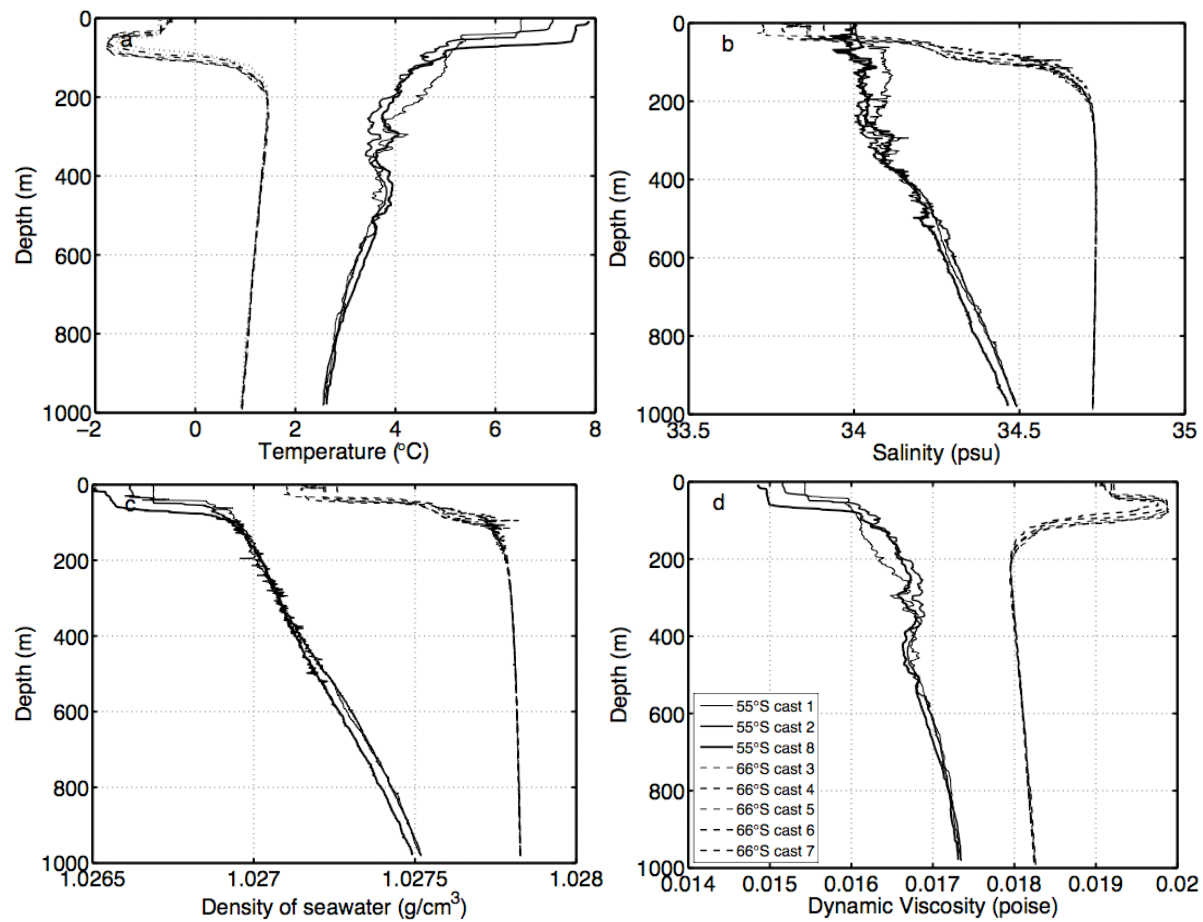 a
0
200
400
600
800
1000
Depth (m)
−2
0
2
4
6
8
Temperature (°C)
b
0
200
400
600
800
1000
Depth (m)
33.5
34
34.5
35
Salinity (psu)
c
0
200
400
600
800
1000
Depth (m)
1.0265
1.027
1.0275
1.028
Density of seawater (g/cm³)
d
0
200
400
600
800
1000
Depth (m)
55°S cast 1
55°S cast 2
55°S cast 8
66°S cast 3
66°S cast 4
66°S cast 5
66°S cast 6
66°S cast 7
0.014
0.015
0.016
0.017
0.018
0.019
0.02
Dynamic Viscosity (poise)